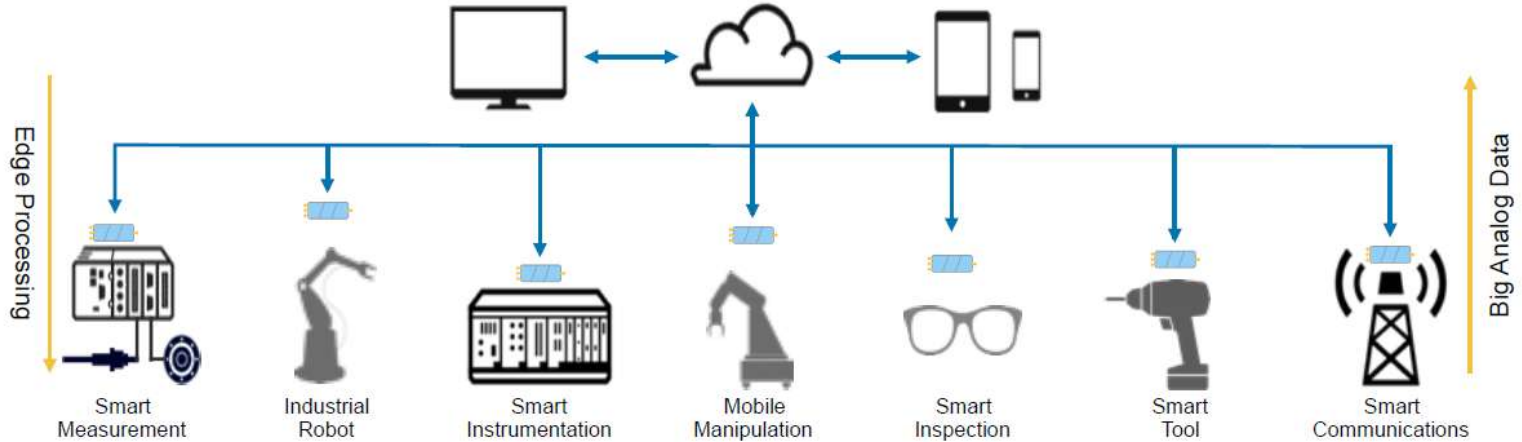 Edge Processing
Big Analog Data
Smart
Measurement
Industrial
Robot
Smart
Instrumentation
Mobile
Manipulation
Smart
Inspection
Smart
Tool
Smart
Communications